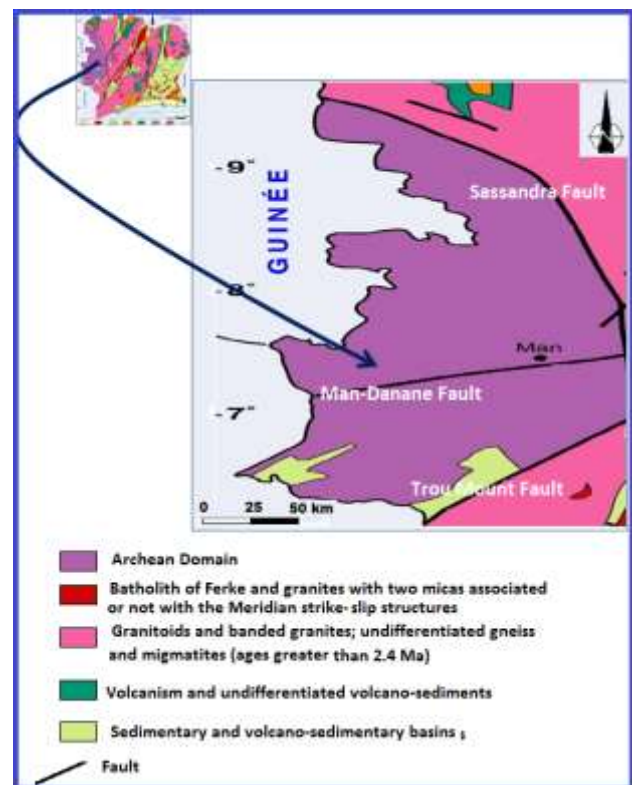 -9°
Sassandra Fault
GUINÉE
-8°
Man
Man-Danane Fault
-7°
Trou Mount Fault
0 25 50 km
Archean Domain
Batholith of Ferke and granites with two micas associated
or not with the Meridian strike-slip structures
Granitoids and banded granites; undifferentiated gneiss
and migmatites (ages greater than 2.4 Ma)
Volcanism and undifferentiated volcano-sediments
Sedimentary and volcano-sedimentary basins
Fault